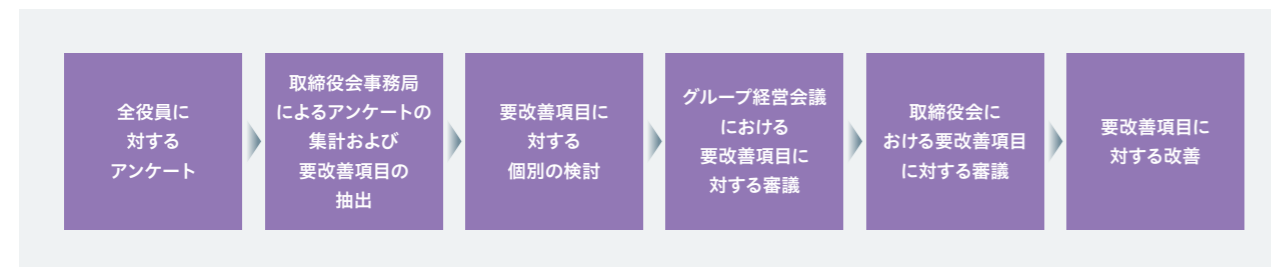 全役員に
対する
アンケート
取締役会事務局
によるアンケートの
集計および
要改善項目の
抽出
要改善項目に
対する
個別の検討
グループ経営会議
における
要改善項目に
対する審議
取締役会に
おける要改善項目
に対する審議
要改善項目に
対する改善